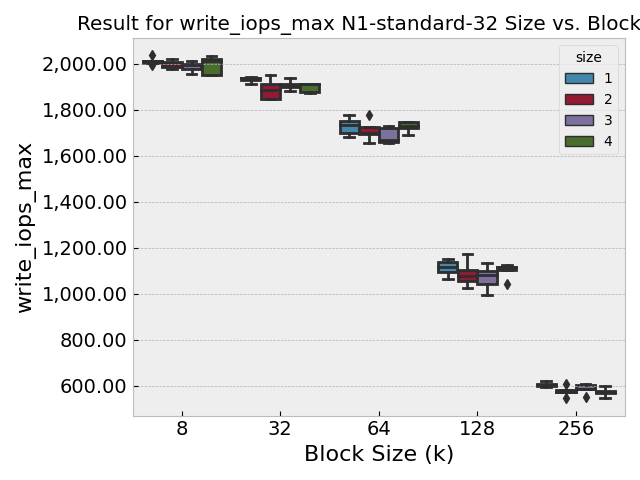 Result for write_iops_max N1-standard-32 Size vs. Block
write_iops_max
2,000.00
1,800.00
1,600.00
1,400.00
1,200.00
1,000.00
800.00
600.00
size
1
2
3
4
8 32 64 128 256
Block Size (k)